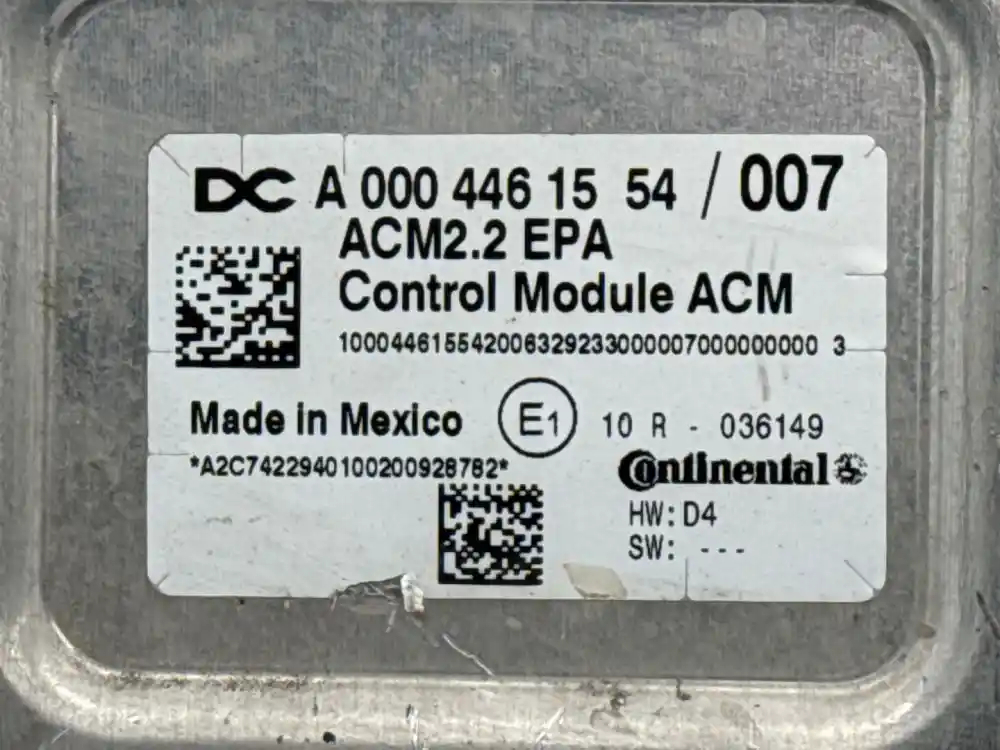 DC A 000 446 15 54 / 007
ACM2.2 EPA
Control Module ACM
10004461554200632923300000700000000 3
Made in Mexico E1 10 R - 036149
*A2C7422940100200928782*
Continental
HW: D4
SW: ---